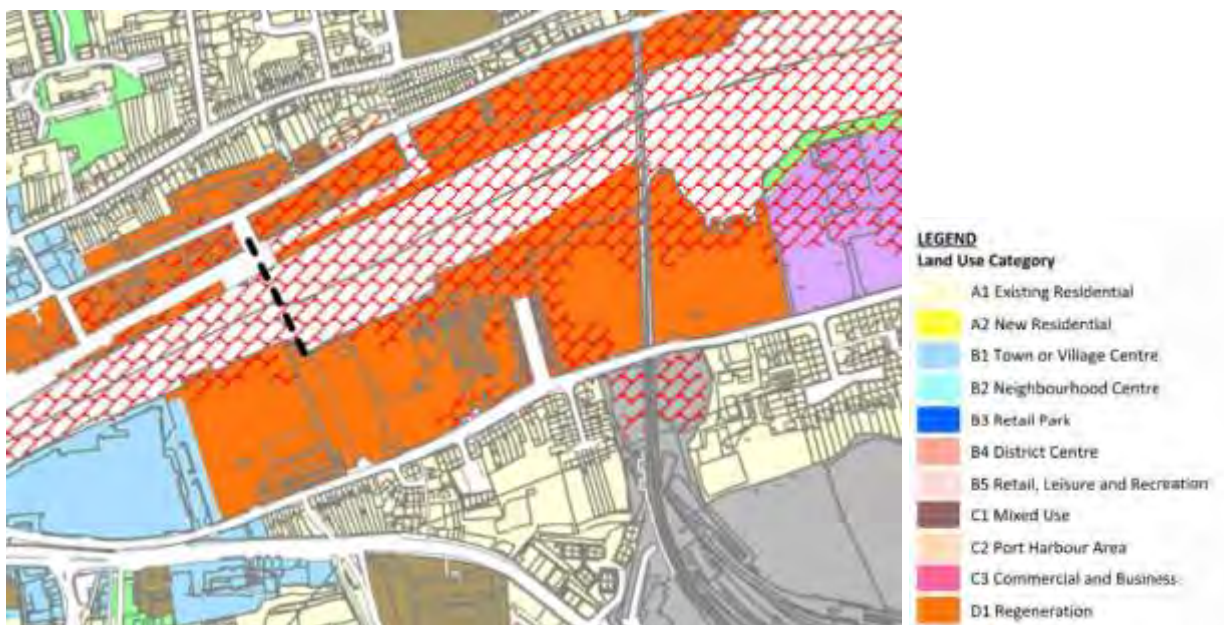 LEGEND
Land Use Category
A1 Existing Residential
A2 New Residential
B1 Town or Village Centre
B2 Neighbourhood Centre
B3 Retail Park
B4 District Centre
B5 Retail, Leisure and Recreation
C1 Mixed Use
C2 Port Harbour Area
C3 Commercial and Business
D1 Regeneration